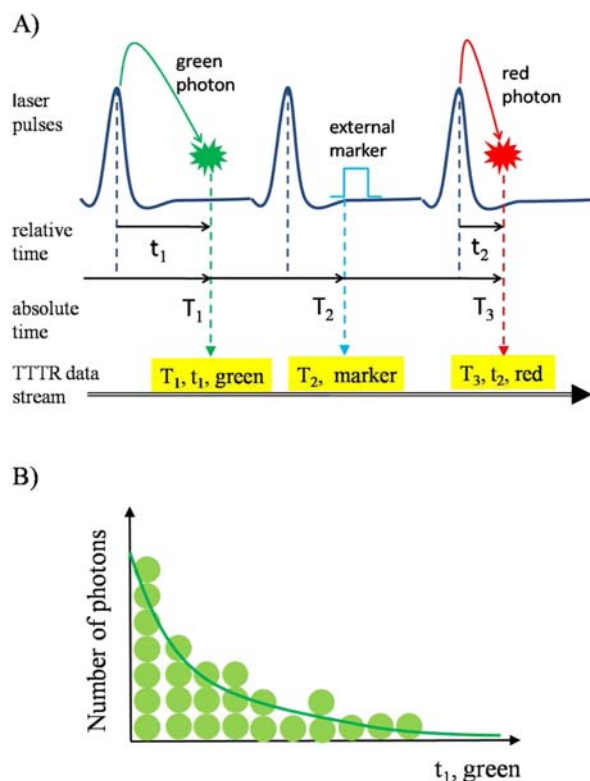 A)
green
photon
red
photon
laser
pulses
external
marker
relative
time
t₁
t₂
T₁
T₂
T₃
absolute
time
TTTR data
stream
T₁, t₁, green
T₂, marker
T₃, t₂, red
B)
Number of photons
t₁, green